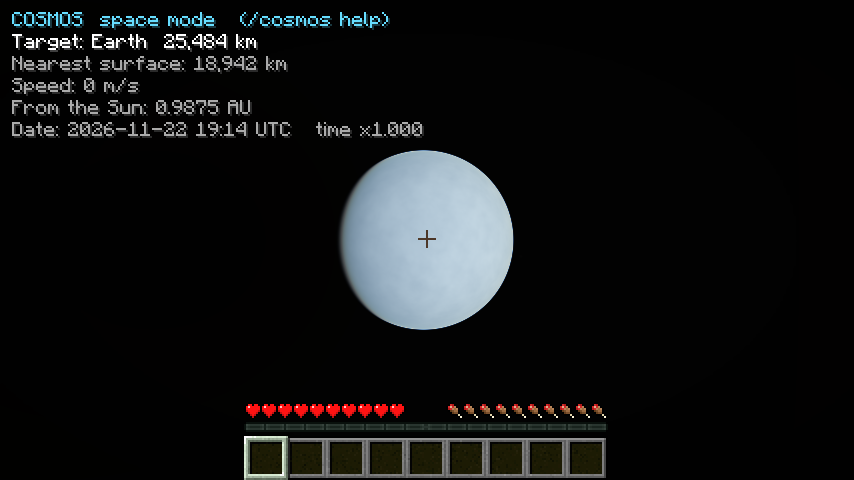 COSMOS space mode (/cosmos help)
Target: Earth 25,484 km
Nearest surface: 18,942 km
Speed: 0 m/s
From the Sun: 0.9875 AU
Date: 2026-11-22 19:14 UTC time x1.000